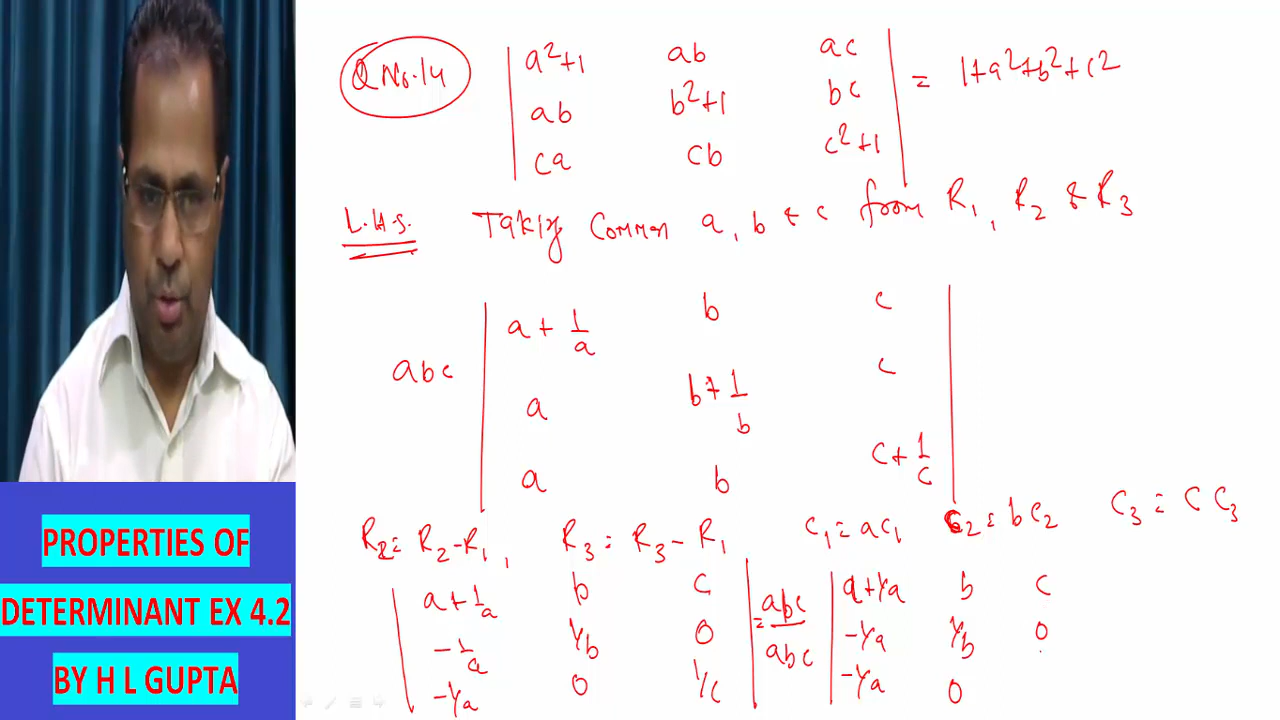 Q No.14
a²+1 ab ac
ab b²+1 bc = 1+a²+b²+c²
ca cb c²+1
L.H.S. Taking Common a, b & c from R₁, R₂ & R₃
a + 1/a b c
abc a b+1/b c
a b c+1/c
R₂ = R₂-R₁, R₃ = R₃-R₁ C₁ = aC₁ C₂ = bC₂ C₃ = CC₃
a+1/a b c
-1/a 1/b 0
-1/a 0 1/c
= abc/abc
a+1/a b c
-1/a 1/b 0
-1/a 0
PROPERTIES OF
DETERMINANT EX 4.2
BY H L GUPTA